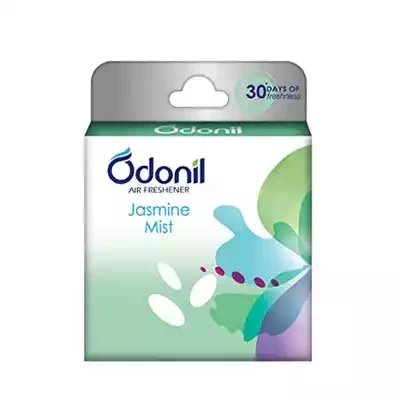 30 DAYS OF
freshness
Odonil
Odonil
AIR FRESHENER
Jasmine
Mist